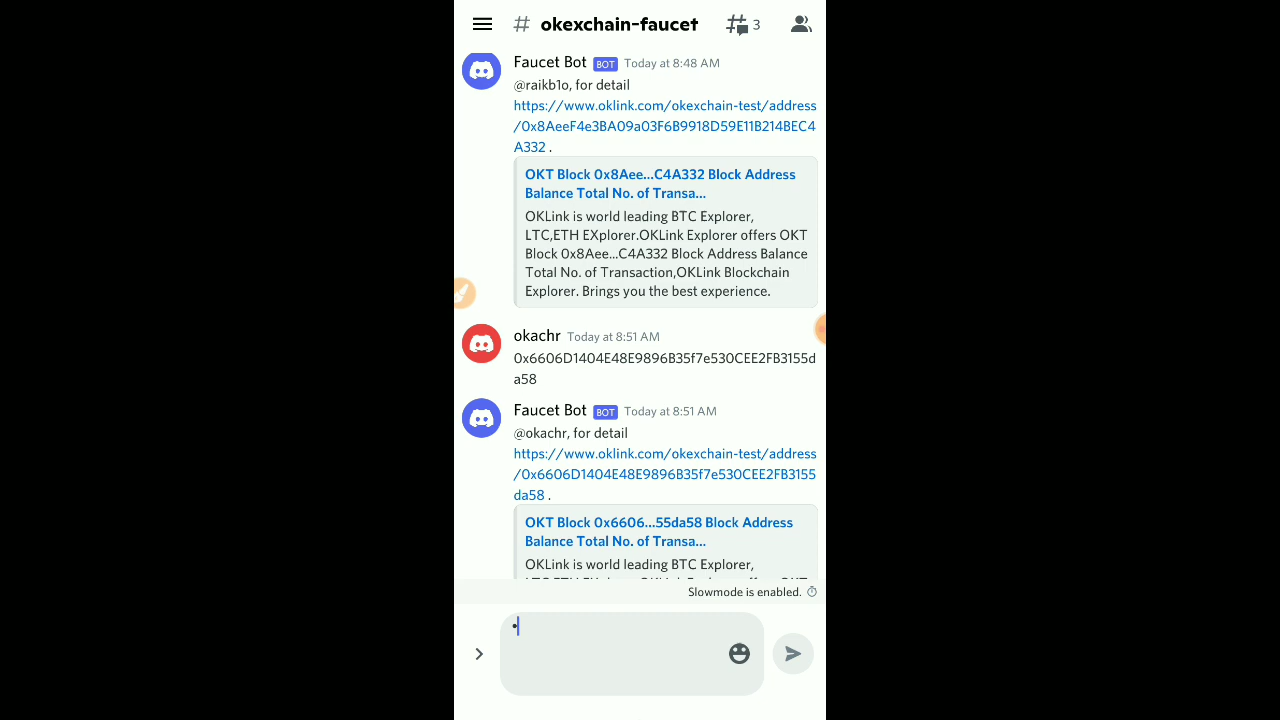 # okexchain-faucet 3
Faucet Bot BOT Today at 8:48 AM
@raikb1o, for detail
https://www.oklink.com/okexchain-test/address
/0x8AeeF4e3BA09a03F6B9918D59E11B214BEC4
A332 .
OKT Block 0x8Aee...C4A332 Block Address
Balance Total No. of Transa...
OKLink is world leading BTC Explorer,
LTC,ETH EXplorer.OKLink Explorer offers OKT
Block 0x8Aee...C4A332 Block Address Balance
Total No. of Transaction,OKLink Blockchain
Explorer. Brings you the best experience.
okachr Today at 8:51 AM
0x6606D1404E48E9896B35f7e530CEE2FB3155d
a58
Faucet Bot BOT Today at 8:51 AM
@okachr, for detail
https://www.oklink.com/okexchain-test/address
/0x6606D1404E48E9896B35f7e530CEE2FB3155
da58 .
OKT Block 0x6606...55da58 Block Address
Balance Total No. of Transa...
OKLink is world leading BTC Explorer,
Slowmode is enabled.
•